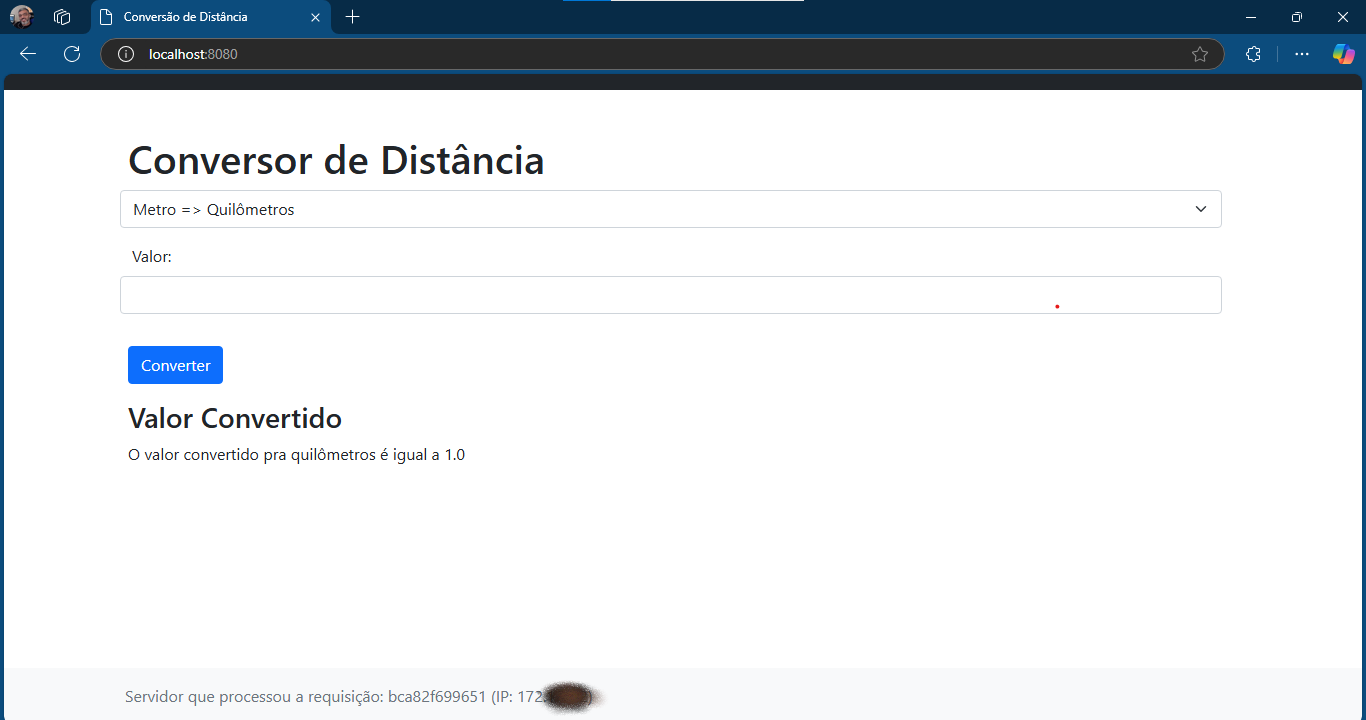 Conversão de Distância
localhost:8080
Conversor de Distância
Metro => Quilômetros
Valor:
Converter
Valor Convertido
O valor convertido pra quilômetros é igual a 1.0
Servidor que processou a requisição: bca82f699651 (IP: 172.